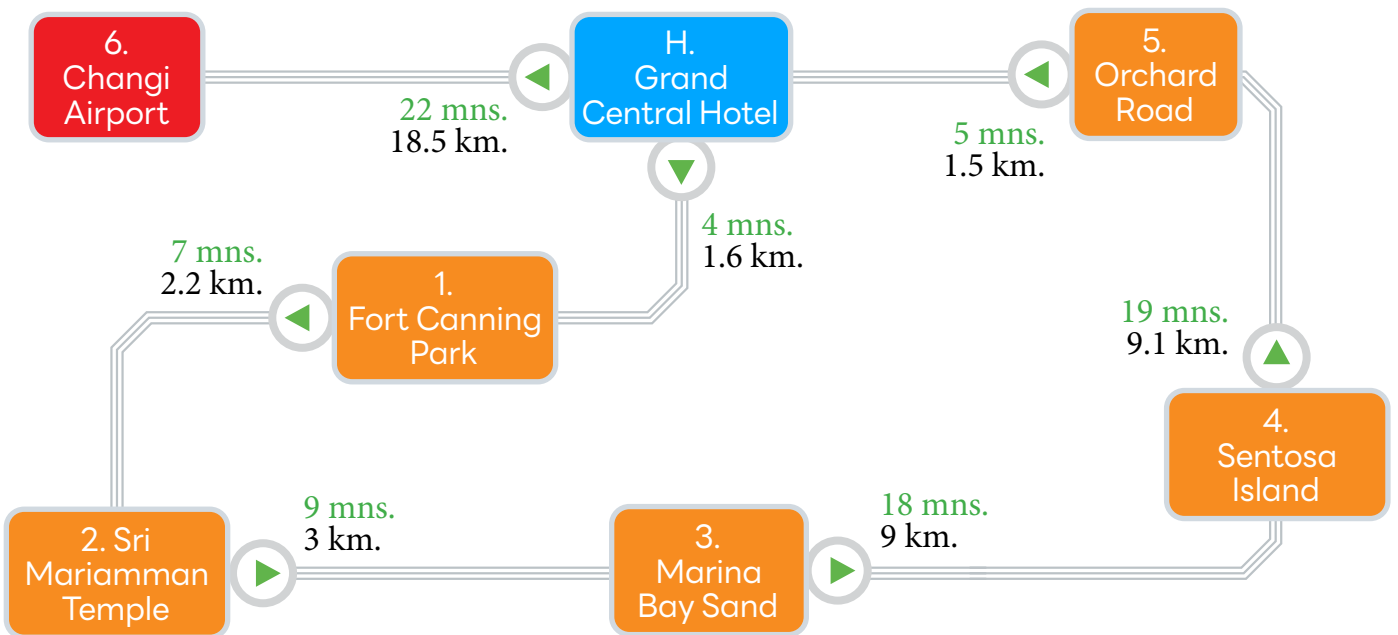 6.
Changi
Airport
22 mns.
18.5 km.
H.
Grand
Central Hotel
5 mns.
1.5 km.
5.
Orchard
Road
4 mns.
1.6 km.
7 mns.
2.2 km.
1.
Fort Canning
Park
19 mns.
9.1 km.
4.
Sentosa
Island
2. Sri
Mariamman
Temple
9 mns.
3 km.
3.
Marina
Bay Sand
18 mns.
9 km.